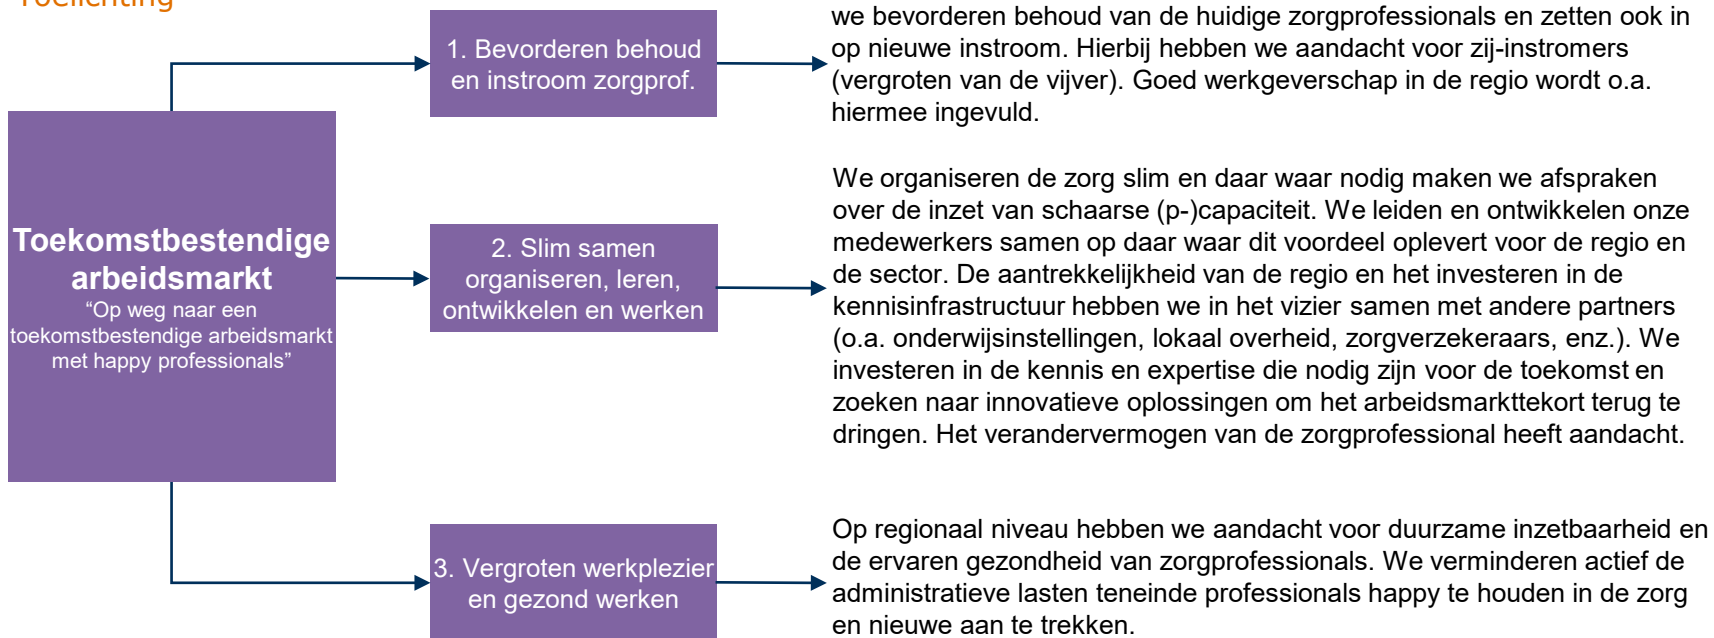 Toelichting
we bevorderen behoud van de huidige zorgprofessionals en zetten ook in
op nieuwe instroom. Hierbij hebben we aandacht voor zij-instromers
(vergroten van de vijver). Goed werkgeverschap in de regio wordt o.a.
hiermee ingevuld.
1. Bevorderen behoud
en instroom zorgprof.
Toekomstbestendige
arbeidsmarkt
“Op weg naar een
toekomstbestendige arbeidsmarkt
met happy professionals”
2. Slim samen
organiseren, leren,
ontwikkelen en werken
We organiseren de zorg slim en daar waar nodig maken we afspraken
over de inzet van schaarse (p-)capaciteit. We leiden en ontwikkelen onze
medewerkers samen op daar waar dit voordeel oplevert voor de regio en
de sector. De aantrekkelijkheid van de regio en het investeren in de
kennisinfrastructuur hebben we in het vizier samen met andere partners
(o.a. onderwijsinstellingen, lokaal overheid, zorgverzekeraars, enz.). We
investeren in de kennis en expertise die nodig zijn voor de toekomst en
zoeken naar innovatieve oplossingen om het arbeidsmarkttekort terug te
dringen. Het verandervermogen van de zorgprofessional heeft aandacht.
3. Vergroten werkplezier
en gezond werken
Op regionaal niveau hebben we aandacht voor duurzame inzetbaarheid en
de ervaren gezondheid van zorgprofessionals. We verminderen actief de
administratieve lasten teneinde professionals happy te houden in de zorg
en nieuwe aan te trekken.